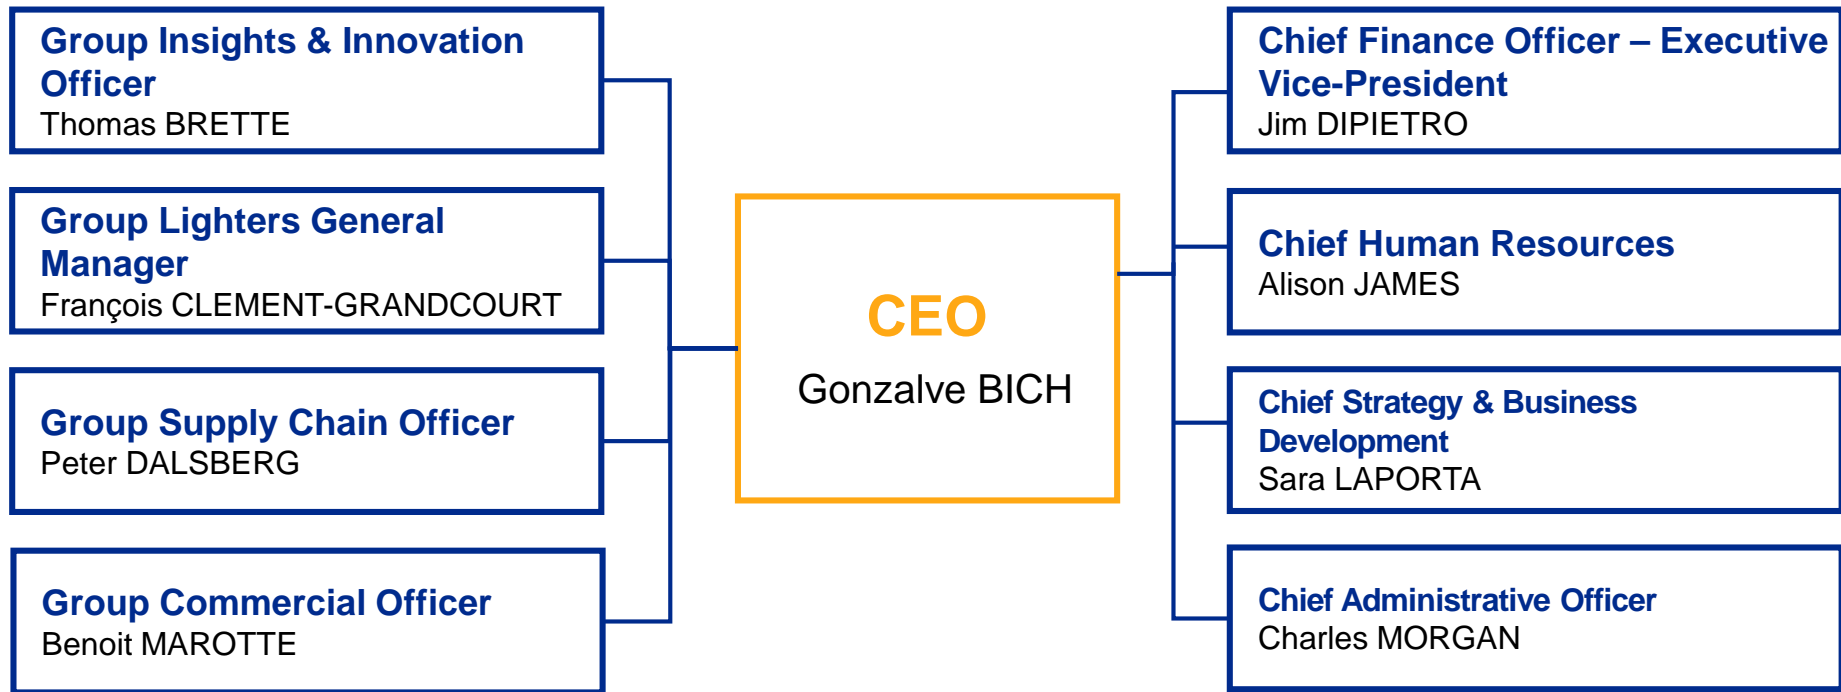 Group Insights & Innovation
Officer
Thomas BRETTE
Group Lighters General
Manager
François CLEMENT-GRANDCOURT
Group Supply Chain Officer
Peter DALSBERG
Group Commercial Officer
Benoit MAROTTE
CEO
Gonzalve BICH
Chief Finance Officer – Executive
Vice-President
Jim DIPIETRO
Chief Human Resources
Alison JAMES
Chief Strategy & Business
Development
Sara LAPORTA
Chief Administrative Officer
Charles MORGAN